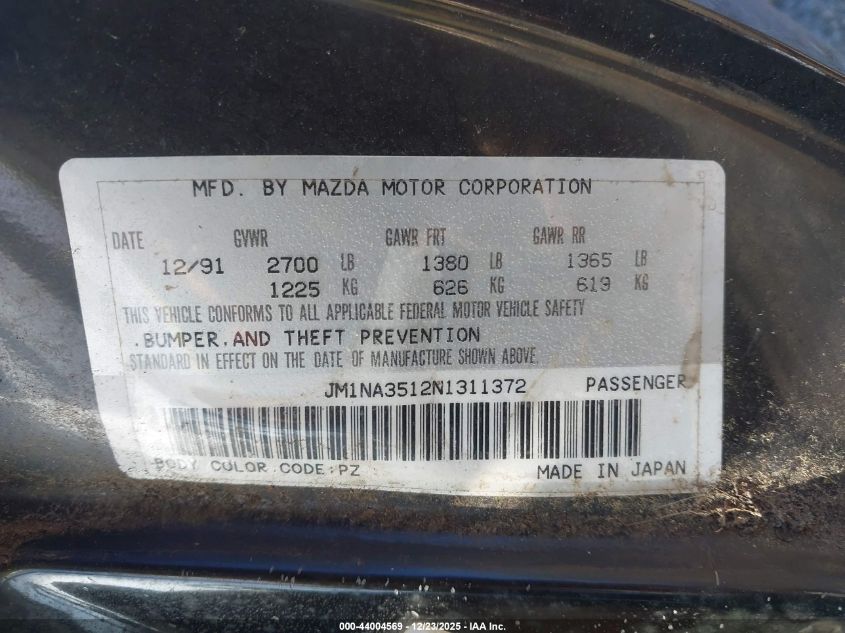 MFD. BY MAZDA MOTOR CORPORATION
DATE GVWR GAWR FRT GAWR RR
12/91 2700 LB 1380 LB 1365 LB
1225 KG 626 KG 619 KG
THIS VEHICLE CONFORMS TO ALL APPLICABLE FEDERAL MOTOR VEHICLE SAFETY
,BUMPER,AND THEFT PREVENTION
STANDARD IN EFFECT ON THE DATE OF MANUFACTURE SHOWN ABOVE.
JM1NA3512N1311372 PASSENGER
BODY COLOR CODE:PZ MADE IN JAPAN
000-44004569 - 12/23/2025 - IAA Inc.